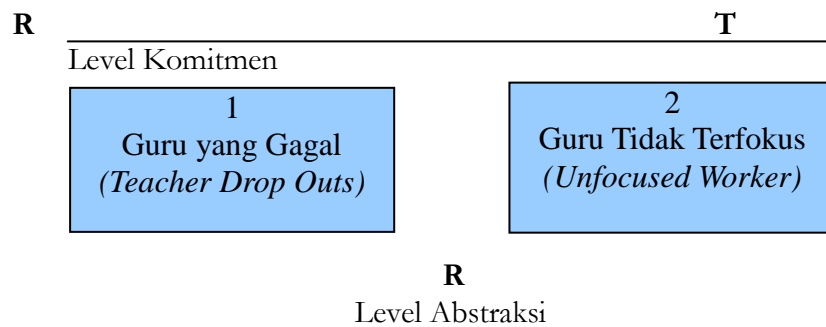 R T
Level Komitmen
1
Guru yang Gagal
(Teacher Drop Outs)
2
Guru Tidak Terfokus
(Unfocused Worker)
R
Level Abstraksi